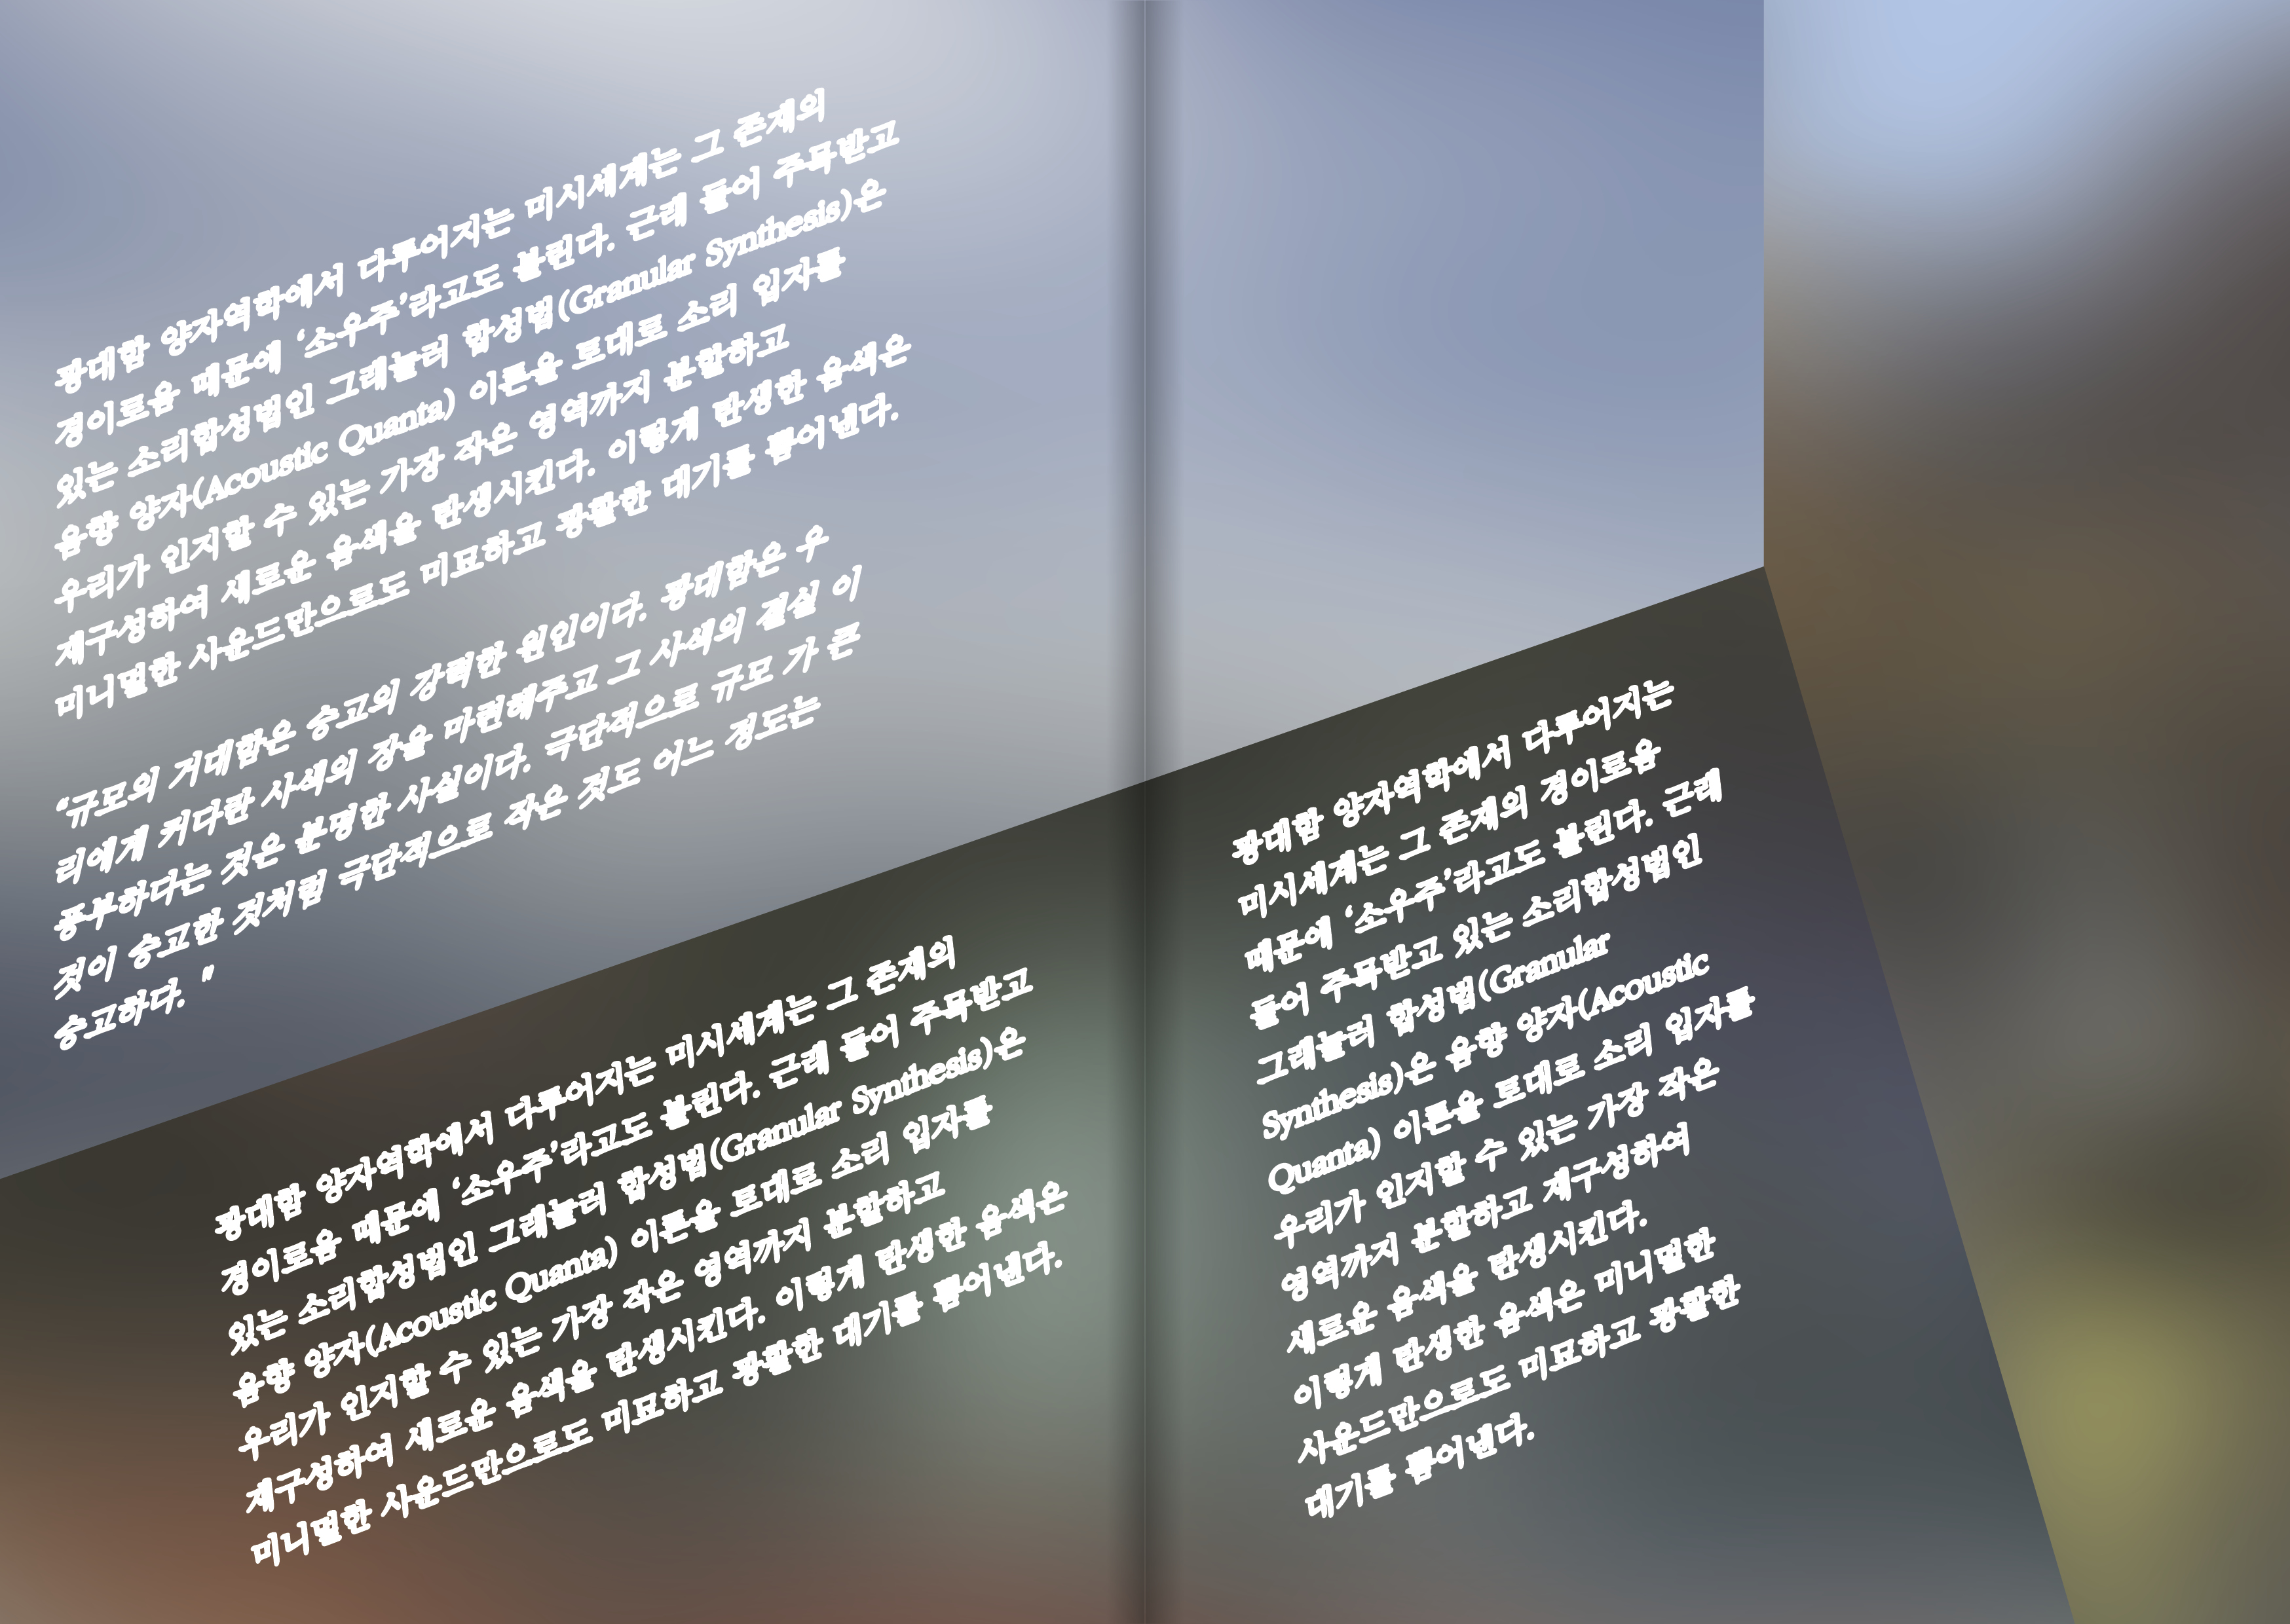 광대함 양자역학에서 다루어지는 미시세계는 그 존재의
경이로움 때문에 ‘소우주’라고도 불린다. 근래 들어 주목받고
있는 소리합성법인 그래뉼러 합성법(Granular Synthesis)은
음향 양자(Acoustic Quanta) 이론을 토대로 소리 입자를
우리가 인지할 수 있는 가장 작은 영역까지 분할하고
재구성하여 새로운 음색을 탄생시킨다. 이렇게 탄생한 음색은
미니멀한 사운드만으로도 미묘하고 광활한 대기를 뿜어낸다.
“규모의 거대함은 숭고의 강력한 원인이다. 광대함은 우
리에게 커다란 사색의 장을 마련해주고 그 사색의 결실 이
풍부하다는 것은 분명한 사실이다. 극단적으로 규모 가 큰
것이 숭고한 것처럼 극단적으로 작은 것도 어느 정도는
숭고하다. "
광대함 양자역학에서 다루어지는 미시세계는 그 존재의
경이로움 때문에 ‘소우주’라고도 불린다. 근래 들어 주목받고
있는 소리합성법인 그래뉼러 합성법(Granular Synthesis)은
음향 양자(Acoustic Quanta) 이론을 토대로 소리 입자를
우리가 인지할 수 있는 가장 작은 영역까지 분할하고
재구성하여 새로운 음색을 탄생시킨다. 이렇게 탄생한 음색은
미니멀한 사운드만으로도 미묘하고 광활한 대기를 뿜어낸다.
광대함 양자역학에서 다루어지는
미시세계는 그 존재의 경이로움
때문에 ‘소우주’라고도 불린다. 근래
들어 주목받고 있는 소리합성법인
그래뉼러 합성법(Granular
Synthesis)은 음향 양자(Acoustic
Quanta) 이론을 토대로 소리 입자를
우리가 인지할 수 있는 가장 작은
영역까지 분할하고 재구성하여
새로운 음색을 탄생시킨다.
이렇게 탄생한 음색은 미니멀한
사운드만으로도 미묘하고 광활한
대기를 뿜어낸다.